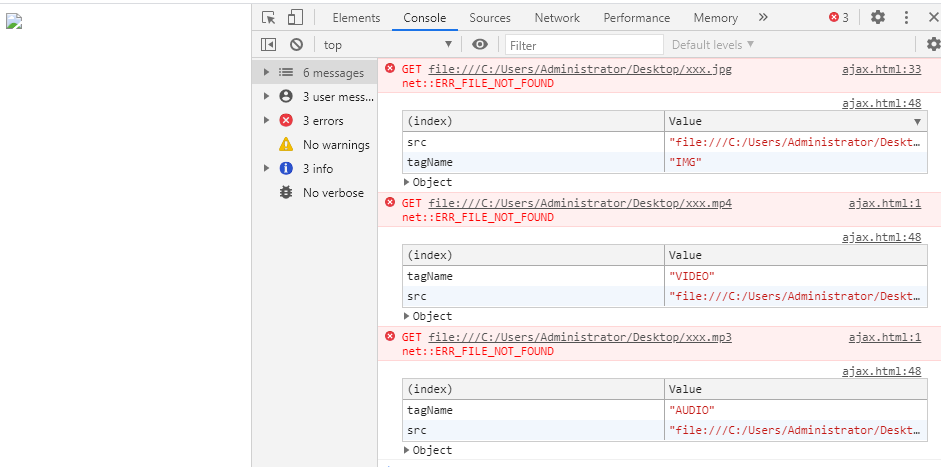 Elements Console Sources Network Performance Memory » 3
top ▼ Filter Default levels ▼
6 messages
3 user mess...
3 errors
No warnings
3 info
No verbose
GET file:///C:/Users/Administrator/Desktop/xxx.jpg ajax.html:33
net::ERR_FILE_NOT_FOUND
ajax.html:48
(index) Value ▼
src "file:///C:/Users/Administrator/Deskt…
tagName "IMG"
▶ Object
GET file:///C:/Users/Administrator/Desktop/xxx.mp4 ajax.html:1
net::ERR_FILE_NOT_FOUND
ajax.html:48
(index) Value
tagName "VIDEO"
src "file:///C:/Users/Administrator/Deskt…
▶ Object
GET file:///C:/Users/Administrator/Desktop/xxx.mp3 ajax.html:1
net::ERR_FILE_NOT_FOUND
ajax.html:48
(index) Value
tagName "AUDIO"
src "file:///C:/Users/Administrator/Deskt…
▶ Object